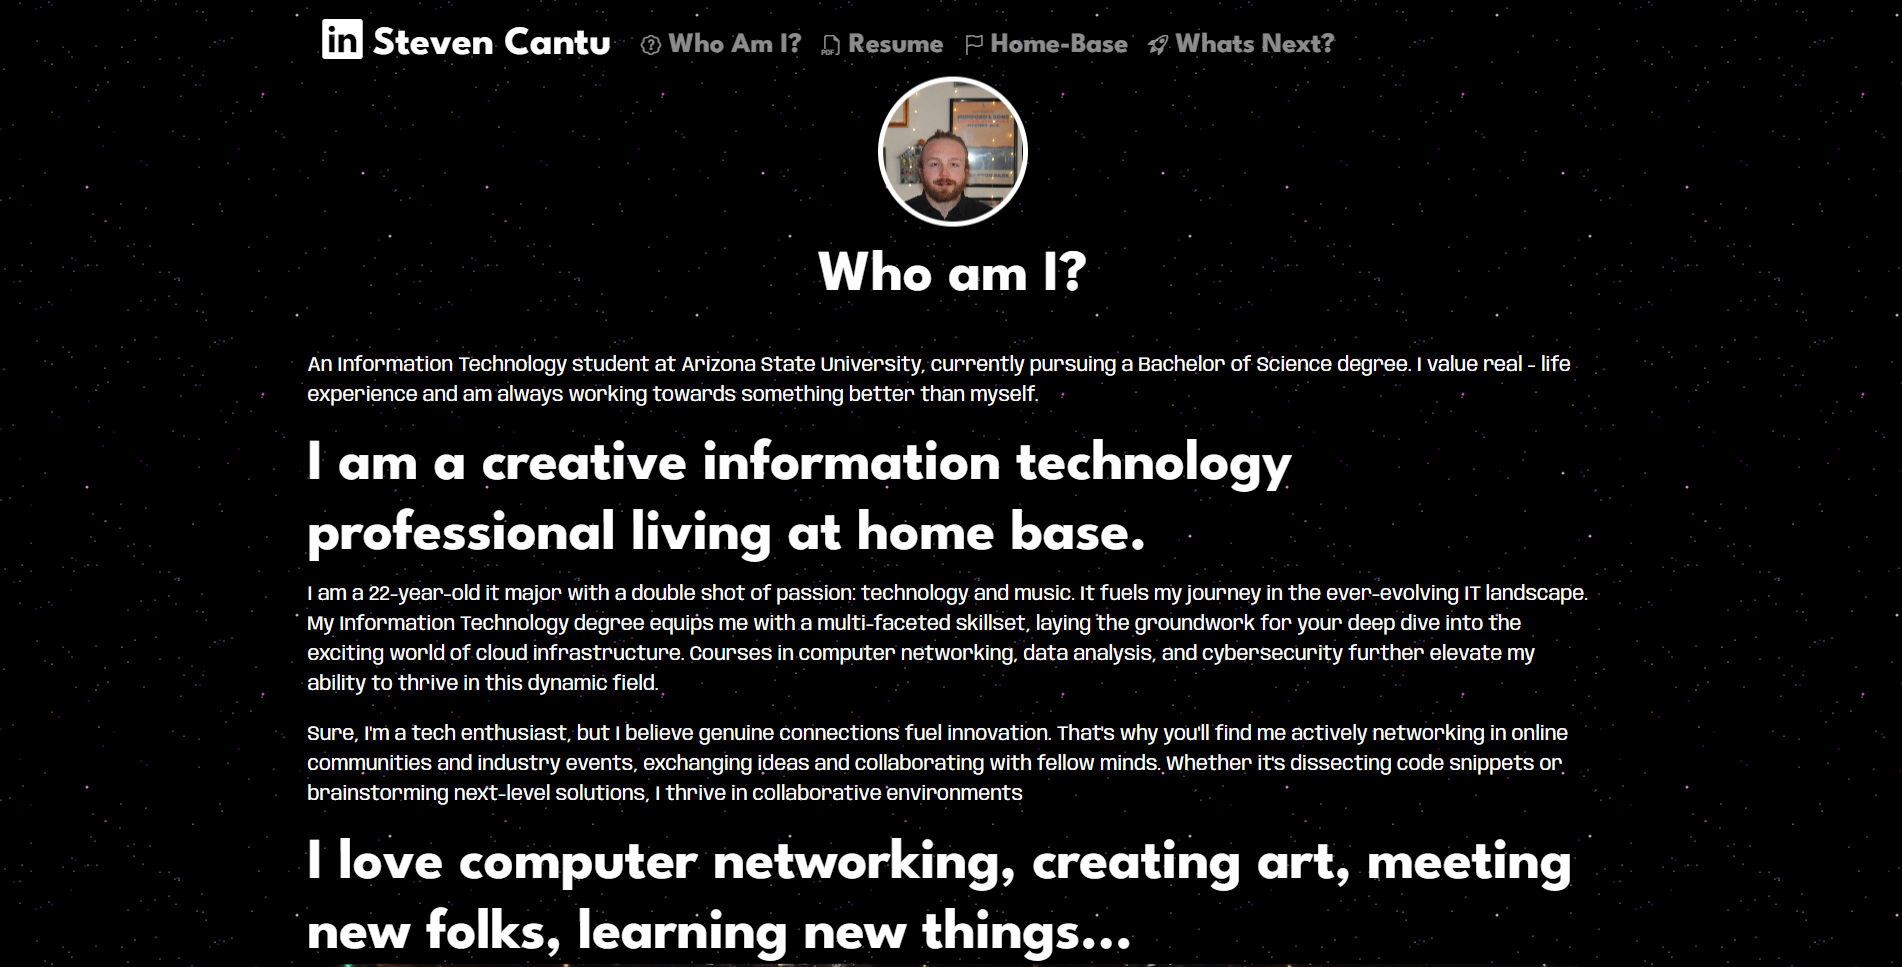 in Steven Cantu Who Am I? PDF Resume Home-Base Whats Next?
Who am I?
An Information Technology student at Arizona State University, currently pursuing a Bachelor of Science degree. I value real - life
experience and am always working towards something better than myself.
I am a creative information technology
professional living at home base.
I am a 22-year-old it major with a double shot of passion: technology and music. It fuels my journey in the ever-evolving IT landscape.
My Information Technology degree equips me with a multi-faceted skillset, laying the groundwork for your deep dive into the
exciting world of cloud infrastructure. Courses in computer networking, data analysis, and cybersecurity further elevate my
ability to thrive in this dynamic field.
Sure, I'm a tech enthusiast, but I believe genuine connections fuel innovation. That's why you'll find me actively networking in online
communities and industry events, exchanging ideas and collaborating with fellow minds. Whether it's dissecting code snippets or
brainstorming next-level solutions, I thrive in collaborative environments
I love computer networking, creating art, meeting
new folks, learning new things...